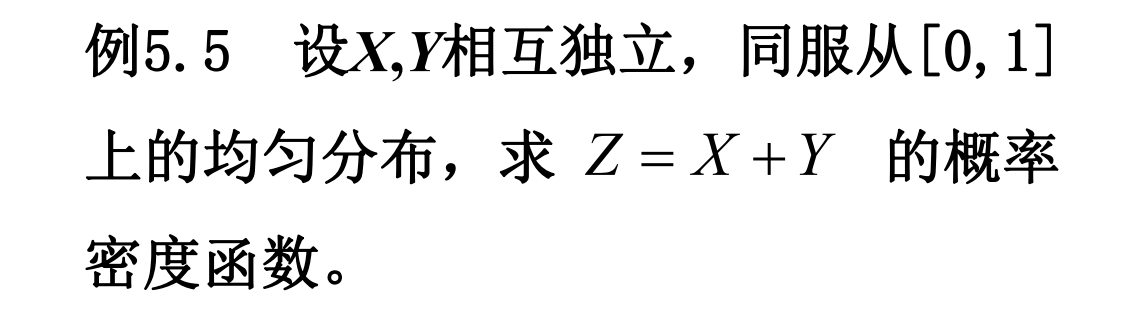 例5.5 设X,Y相互独立，同服从[0,1]
上的均匀分布，求 Z = X + Y 的概率
密度函数。